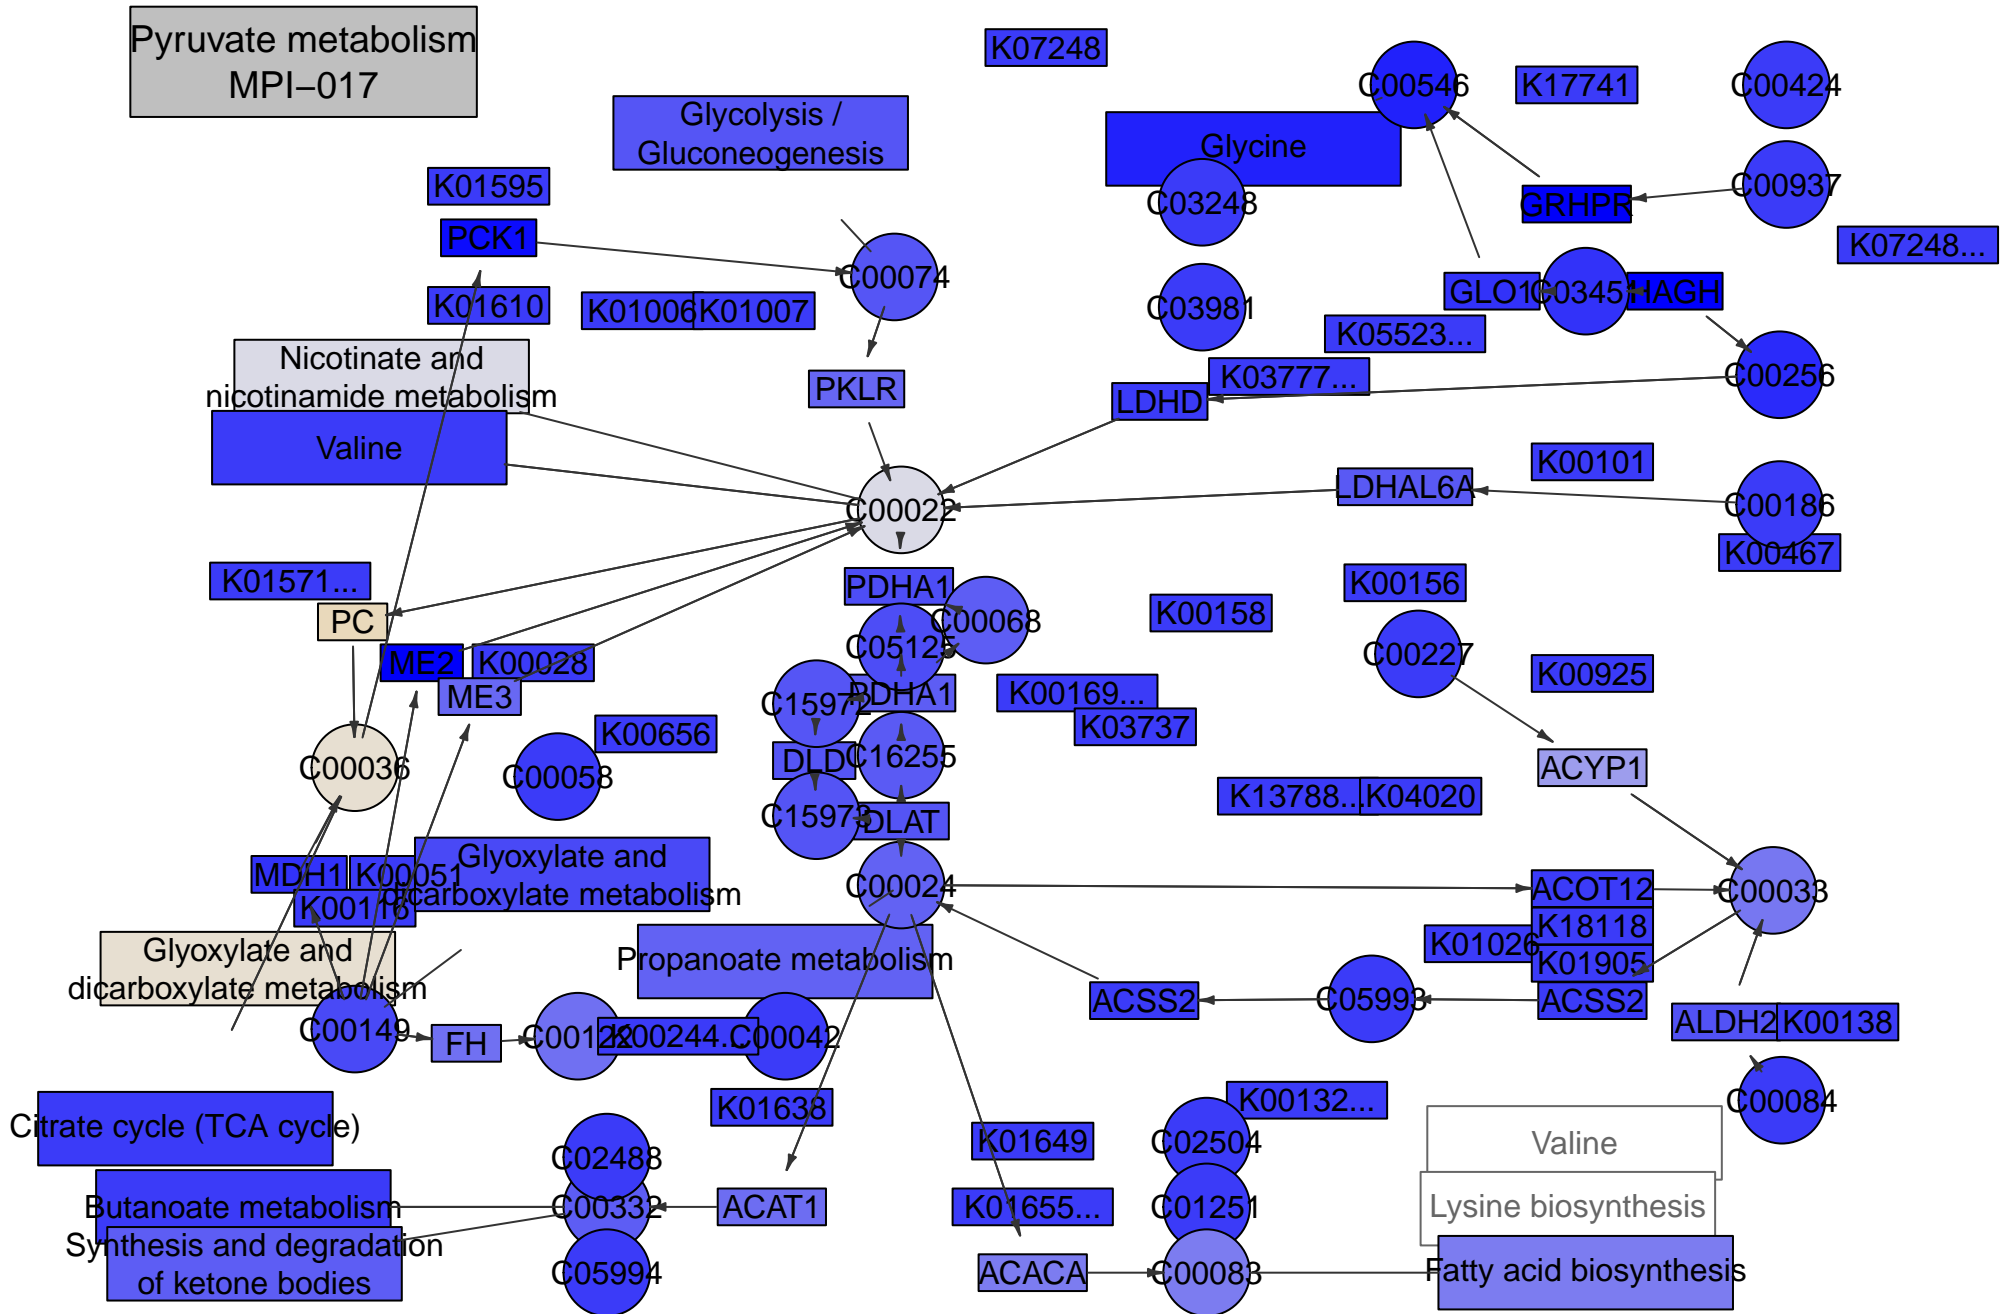 Pyruvate metabolism
MPI−017
K07248
C00546
K17741
C00424
Glycolysis /
Gluconeogenesis
Glycine
K01595
C03248
GRHPR
C00937
PCK1
K07248...
C00074
K01610
K01006
K01007
C03981
GLO1
C03451
HAGH
K05523...
Nicotinate and
nicotinamide metabolism
PKLR
K03777...
LDHD
C00256
Valine
K00101
LDHAL6A
C00186
C00022
K00467
K01571...
PDHA1
K00156
PC
C00068
K00158
C05125
C00227
ME2
K00028
K00925
ME3
C15972
PDHA1
K00169...
K03737
K00656
C00036
C00058
DLD
C16255
ACYP1
K13788...
K04020
C15973
DLAT
MDH1
K00051
Glyoxylate and
dicarboxylate metabolism
K00116
C00024
ACOT12
C00033
K18118
Glyoxylate and
dicarboxylate metabolism
Propanoate metabolism
K01026
K01905
ACSS2
C05993
ACSS2
C00149
FH
C00122
K00244...
C00042
ALDH2
K00138
K01638
K00132...
C00084
Citrate cycle (TCA cycle)
C02488
K01649
C02504
Valine
Butanoate metabolism
C00332
ACAT1
K01655...
C01251
Lysine biosynthesis
Synthesis and degradation
of ketone bodies
C05994
ACACA
C00083
Fatty acid biosynthesis